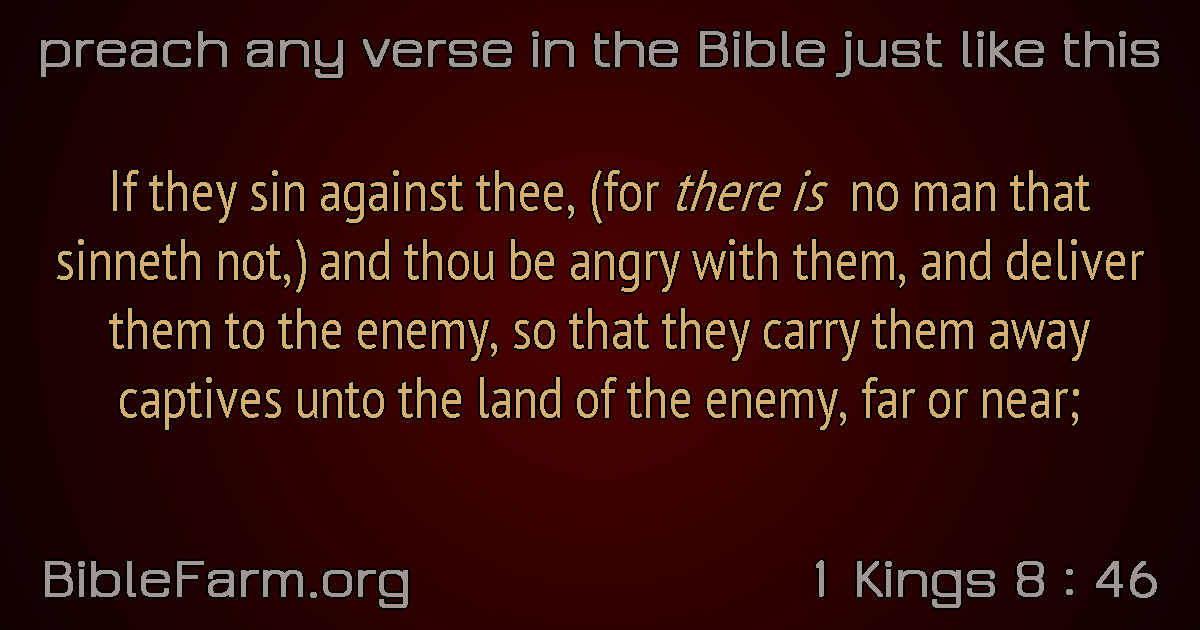 preach any verse in the Bible just like this
If they sin against thee, (for there is no man that
sinneth not,) and thou be angry with them, and deliver
them to the enemy, so that they carry them away
captives unto the land of the enemy, far or near;
BibleFarm.org
1 Kings 8 : 46